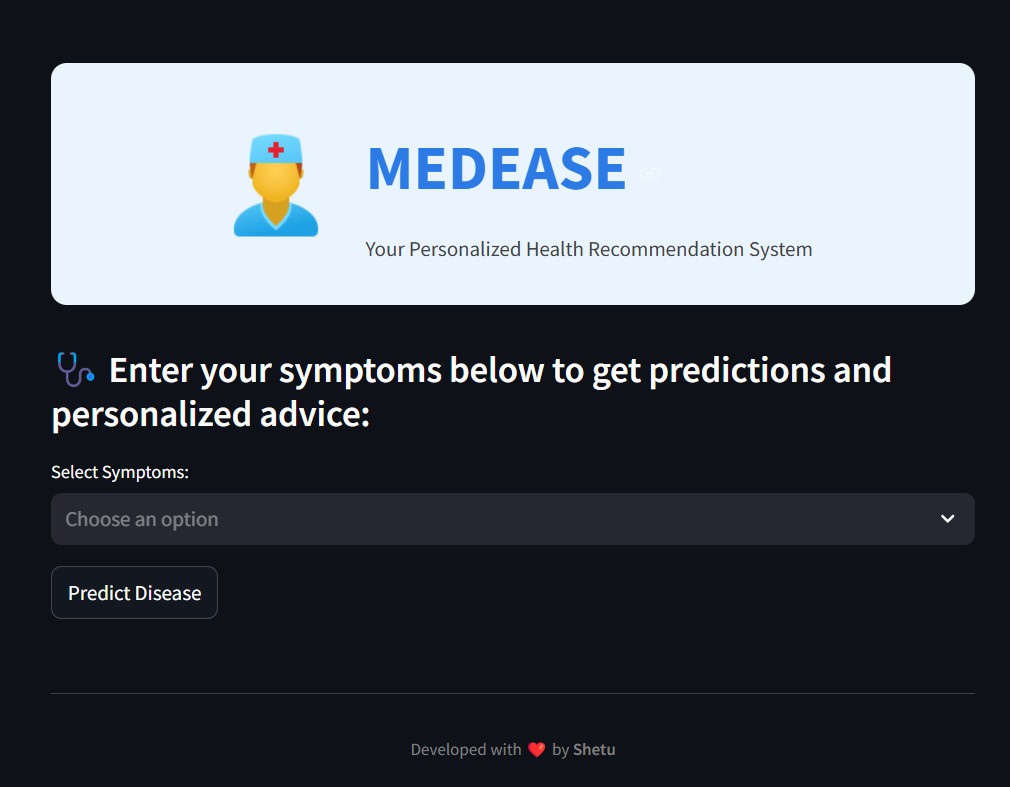 MEDEASE
Your Personalized Health Recommendation System
🩺 Enter your symptoms below to get predictions and
personalized advice:
Select Symptoms:
Choose an option
Predict Disease
Developed with ❤️ by Shetu